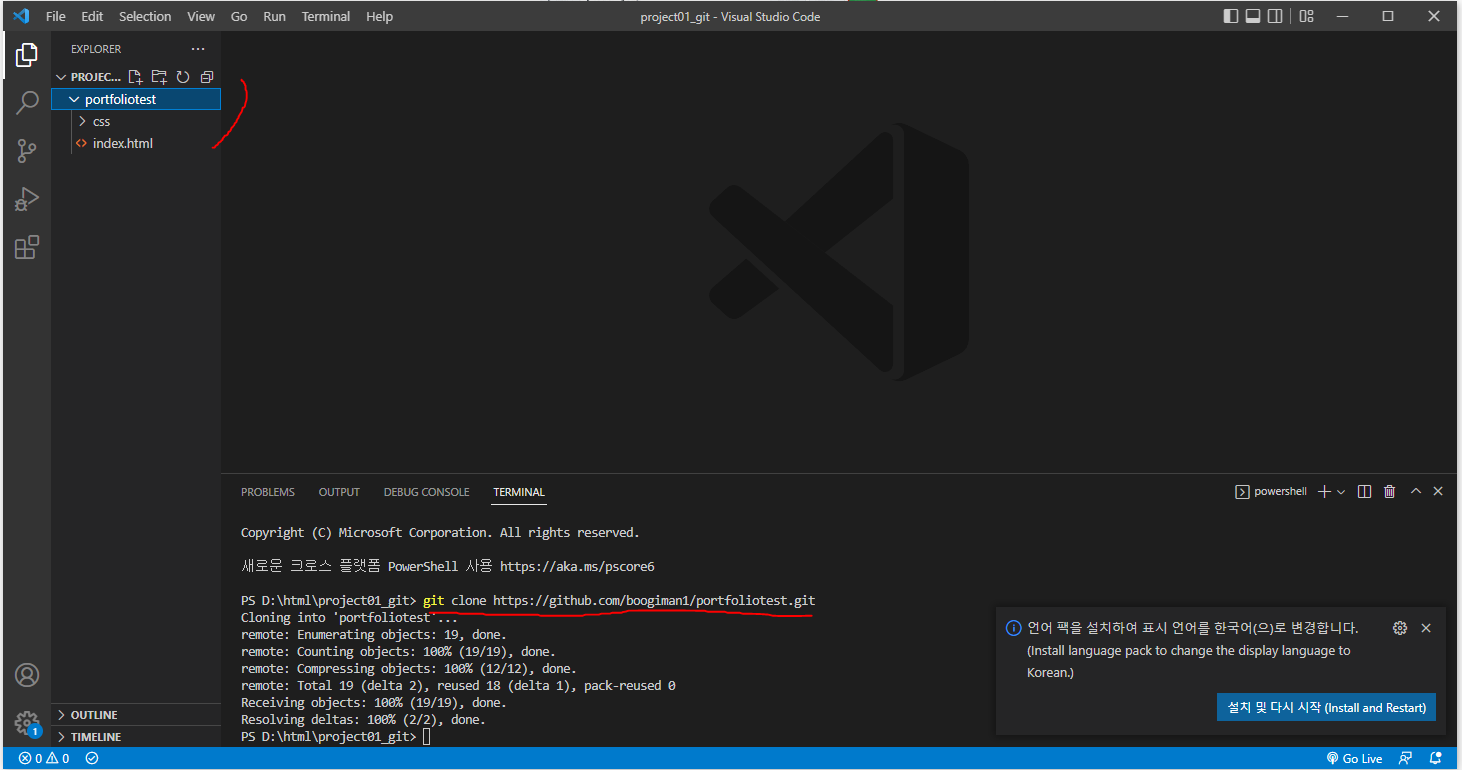 File Edit Selection View Go Run Terminal Help
project01_git - Visual Studio Code
EXPLORER
PROJEC...
portfoliotest
css
index.html
PROBLEMS OUTPUT DEBUG CONSOLE TERMINAL
powershell
Copyright (C) Microsoft Corporation. All rights reserved.
새로운 크로스 플랫폼 PowerShell 사용 https://aka.ms/pscore6
PS D:\html\project01_git> git clone https://github.com/boogiman1/portfoliotest.git
Cloning into 'portfoliotest'...
remote: Enumerating objects: 19, done.
remote: Counting objects: 100% (19/19), done.
remote: Compressing objects: 100% (12/12), done.
remote: Total 19 (delta 2), reused 18 (delta 1), pack-reused 0
Receiving objects: 100% (19/19), done.
Resolving deltas: 100% (2/2), done.
PS D:\html\project01_git>
언어 팩을 설치하여 표시 언어를 한국어(으)로 변경합니다.
(Install language pack to change the display language to
Korean.)
설치 및 다시 시작 (Install and Restart)
OUTLINE
TIMELINE
1
0 0
Go Live